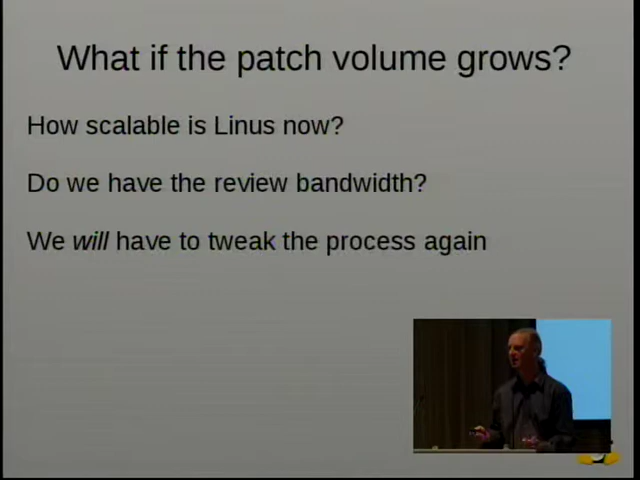 What if the patch volume grows?
How scalable is Linus now?
Do we have the review bandwidth?
We will have to tweak the process again